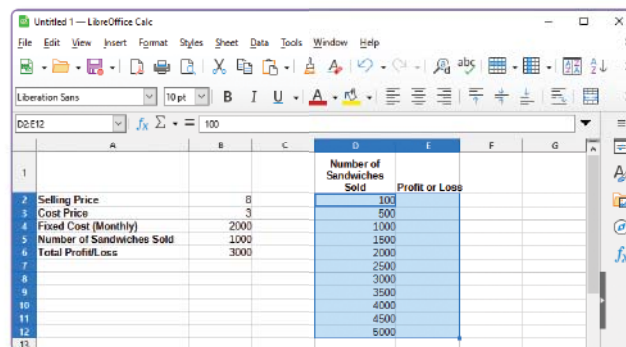 Untitled 1 — LibreOffice Calc
File Edit View Insert Format Styles Sheet Data Tools Window Help
Liberation Sans 10 pt B I U A
D2:E12 fx Σ = 100
A B C D E F G
1 Number of Sandwiches Sold Profit or Loss
2 Selling Price 8 100
3 Cost Price 3 500
4 Fixed Cost (Monthly) 2000 1000
5 Number of Sandwiches Sold 1000 1500
6 Total Profit/Loss 3000 2000
7 2500
8 3000
9 3500
10 4000
11 4500
12 5000
13